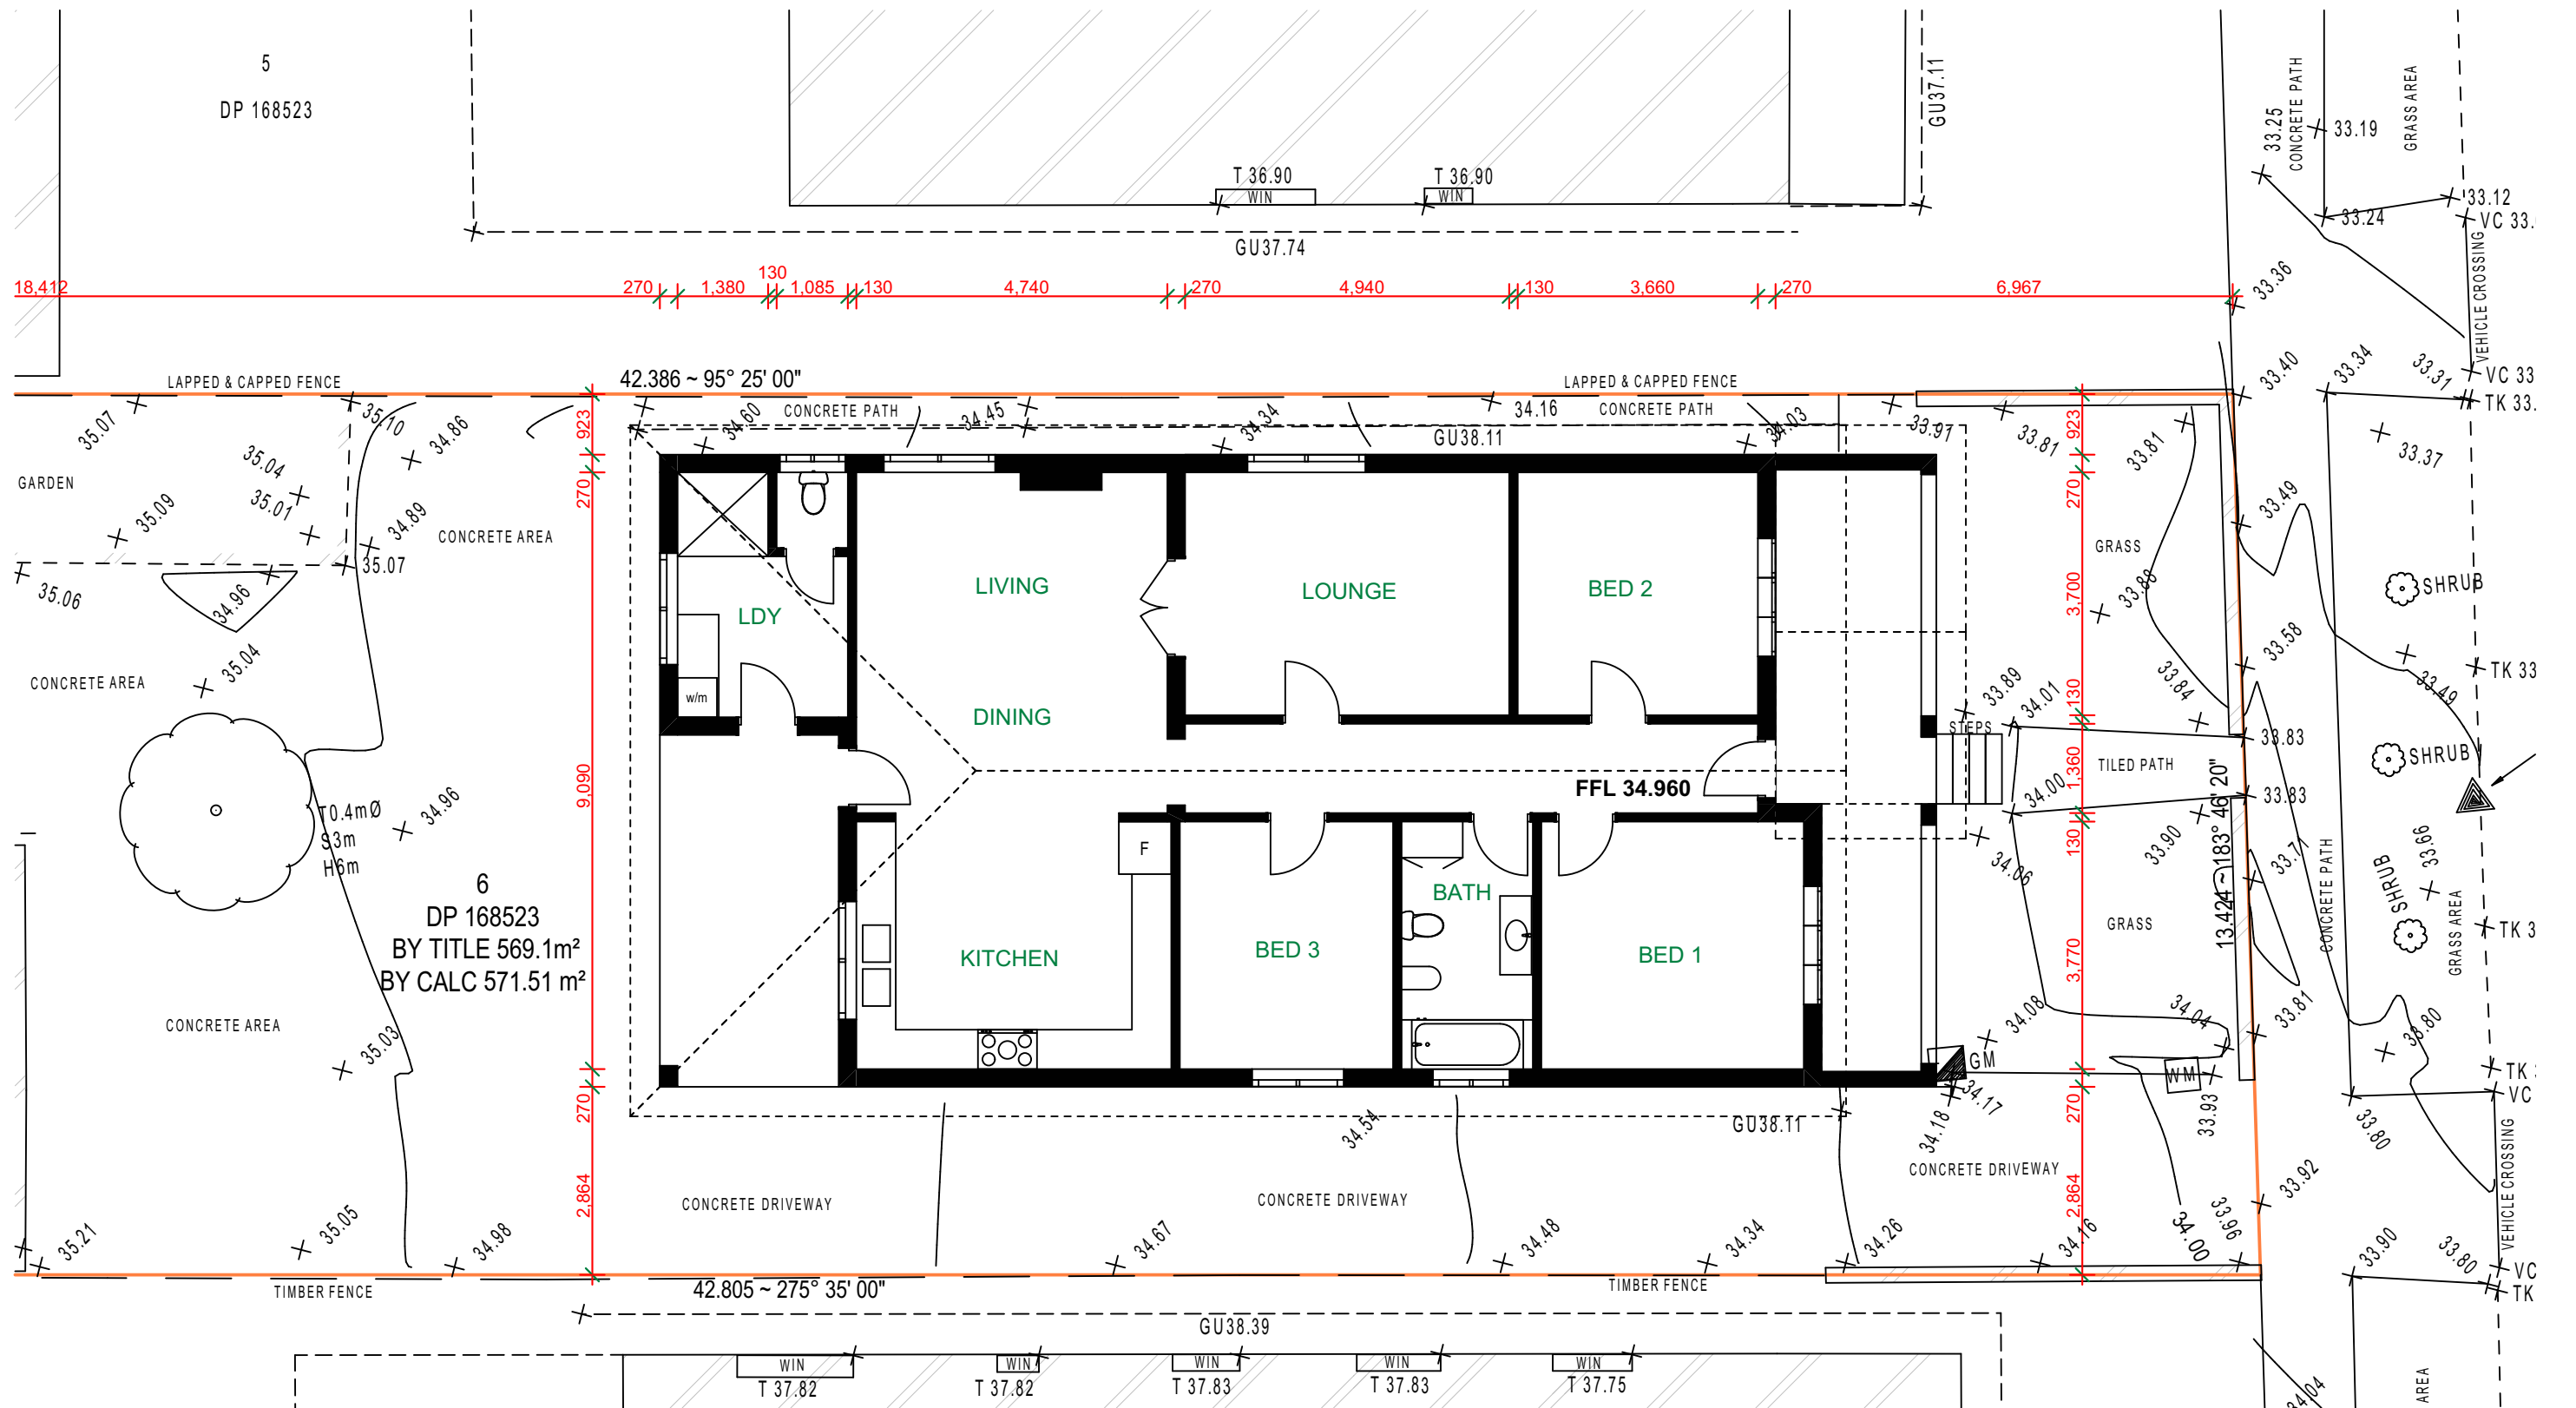 5
DP 168523
GU37.11
CONCRETE PATH
GRASS AREA
33.25
33.19
T 36.90
WIN
T 36.90
WIN
33.12
33.24
VC 33.
GU37.74
VEHICLE CROSSING
33.36
18,412
270
1,380
130
1,085
130
4,740
270
4,940
130
3,660
270
6,967
LAPPED & CAPPED FENCE
42.386 ~ 95° 25' 00"
LAPPED & CAPPED FENCE
33.40
33.34
33.31
VC 33
TK 33.
35.07
35.10
34.86
923
34.60
CONCRETE PATH
34.45
34.34
34.16
CONCRETE PATH
34.03
33.91
33.81
923
33.81
33.37
GU38.11
GARDEN
35.04
35.01
35.09
34.89
CONCRETE AREA
270
270
33.49
35.07
35.06
34.96
LIVING
LOUNGE
BED 2
LDY
GRASS
33.88
3,700
SHRUB
33.58
35.04
CONCRETE AREA
w/m
DINING
33.89
34.01
130
33.84
33.49
TK 33
STEPS
33.83
TILED PATH
1,360
SHRUB
9,090
FFL 34.960
34.00
33.83
T0.4mØ
S3m
H6m
34.96
F
130
33.90
34.06
33.77
33.66
SHRUB
CONCRETE PATH
GRASS AREA
13.424 ~ 183° 46' 20"
6
DP 168523
BY TITLE 569.1m²
BY CALC 571.51 m²
BATH
KITCHEN
BED 3
BED 1
GRASS
3,770
TK 3
CONCRETE AREA
35.03
34.08
34.04
33.81
33.80
GM
WM
TK
VC
270
34.54
GU38.11
34.17
34.18
270
33.93
33.80
CONCRETE DRIVEWAY
CONCRETE DRIVEWAY
CONCRETE DRIVEWAY
2,864
2,864
33.92
VEHICLE CROSSING
35.21
35.05
34.98
34.67
34.48
34.34
34.26
34.16
34.00
33.96
33.90
33.80
VC
TK
TIMBER FENCE
42.805 ~ 275° 35' 00"
TIMBER FENCE
GU38.39
WIN
T 37.82
WIN
T 37.82
WIN
T 37.83
WIN
T 37.83
WIN
T 37.75
AREA